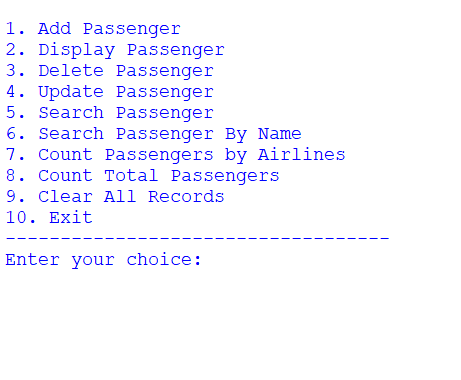 1. Add Passenger
2. Display Passenger
3. Delete Passenger
4. Update Passenger
5. Search Passenger
6. Search Passenger By Name
7. Count Passengers by Airlines
8. Count Total Passengers
9. Clear All Records
10. Exit
-----------------------------------
Enter your choice: